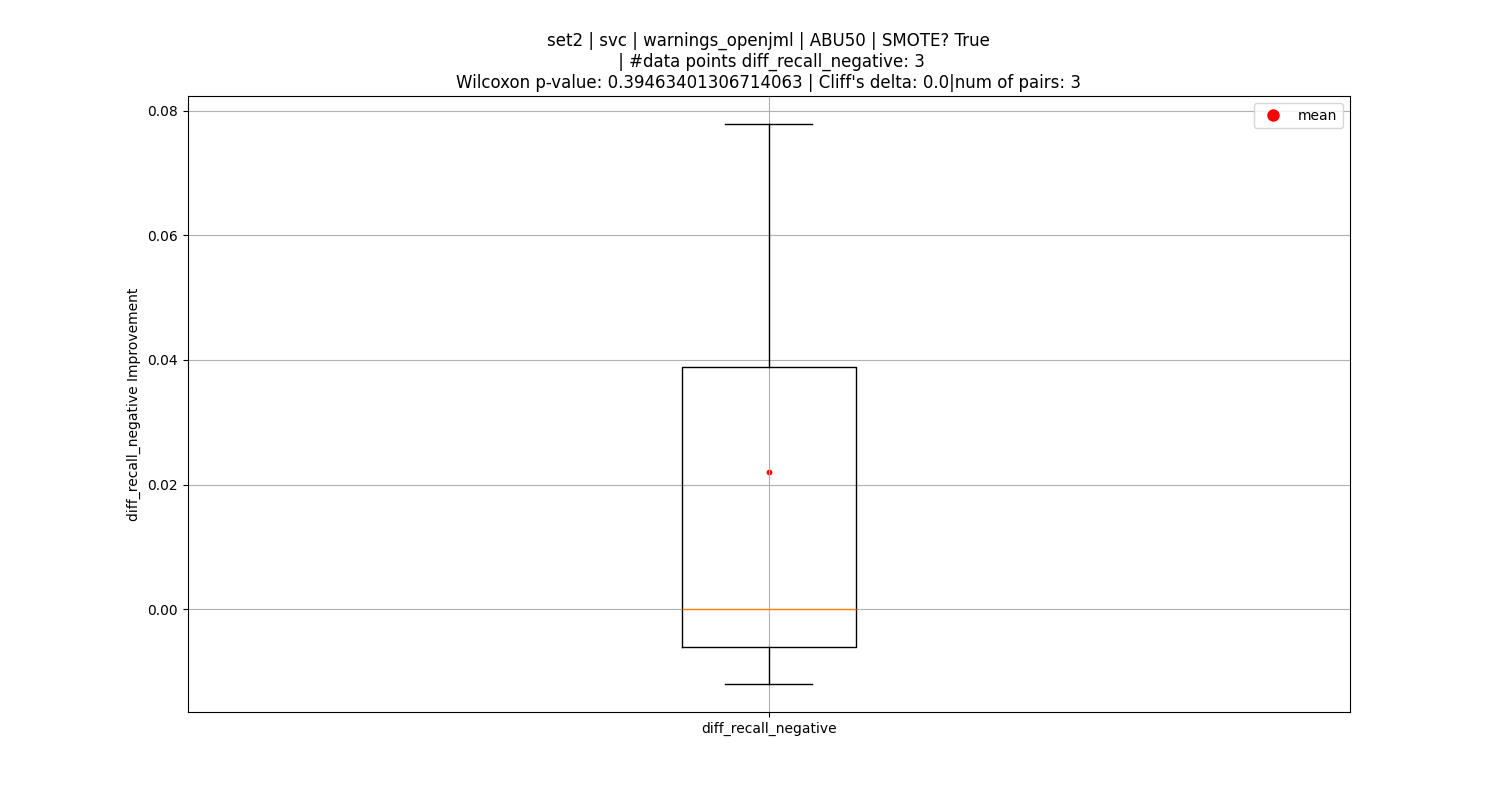 set2 | svc | warnings_openjml | ABU50 | SMOTE? True
| #data points diff_recall_negative: 3
Wilcoxon p-value: 0.39463401306714063 | Cliff's delta: 0.0|num of pairs: 3
mean
0.08
0.06
0.04
0.02
0.00
diff_recall_negative Improvement
diff_recall_negative